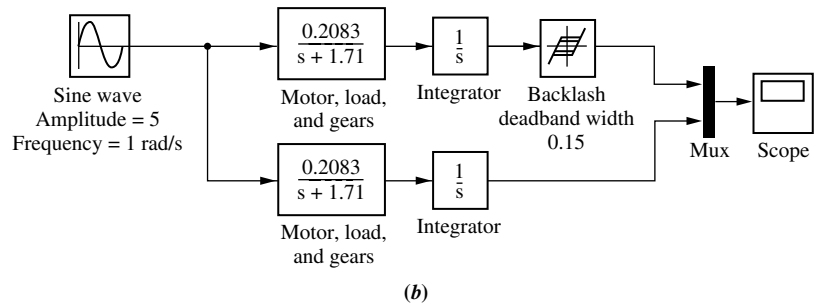 0.2083
s + 1.71
1
s
Sine wave
Amplitude = 5
Frequency = 1 rad/s
Motor, load,
and gears
Integrator
Backlash
deadband width
0.15
Mux
Scope
0.2083
s + 1.71
1
s
Motor, load,
and gears
Integrator
(b)